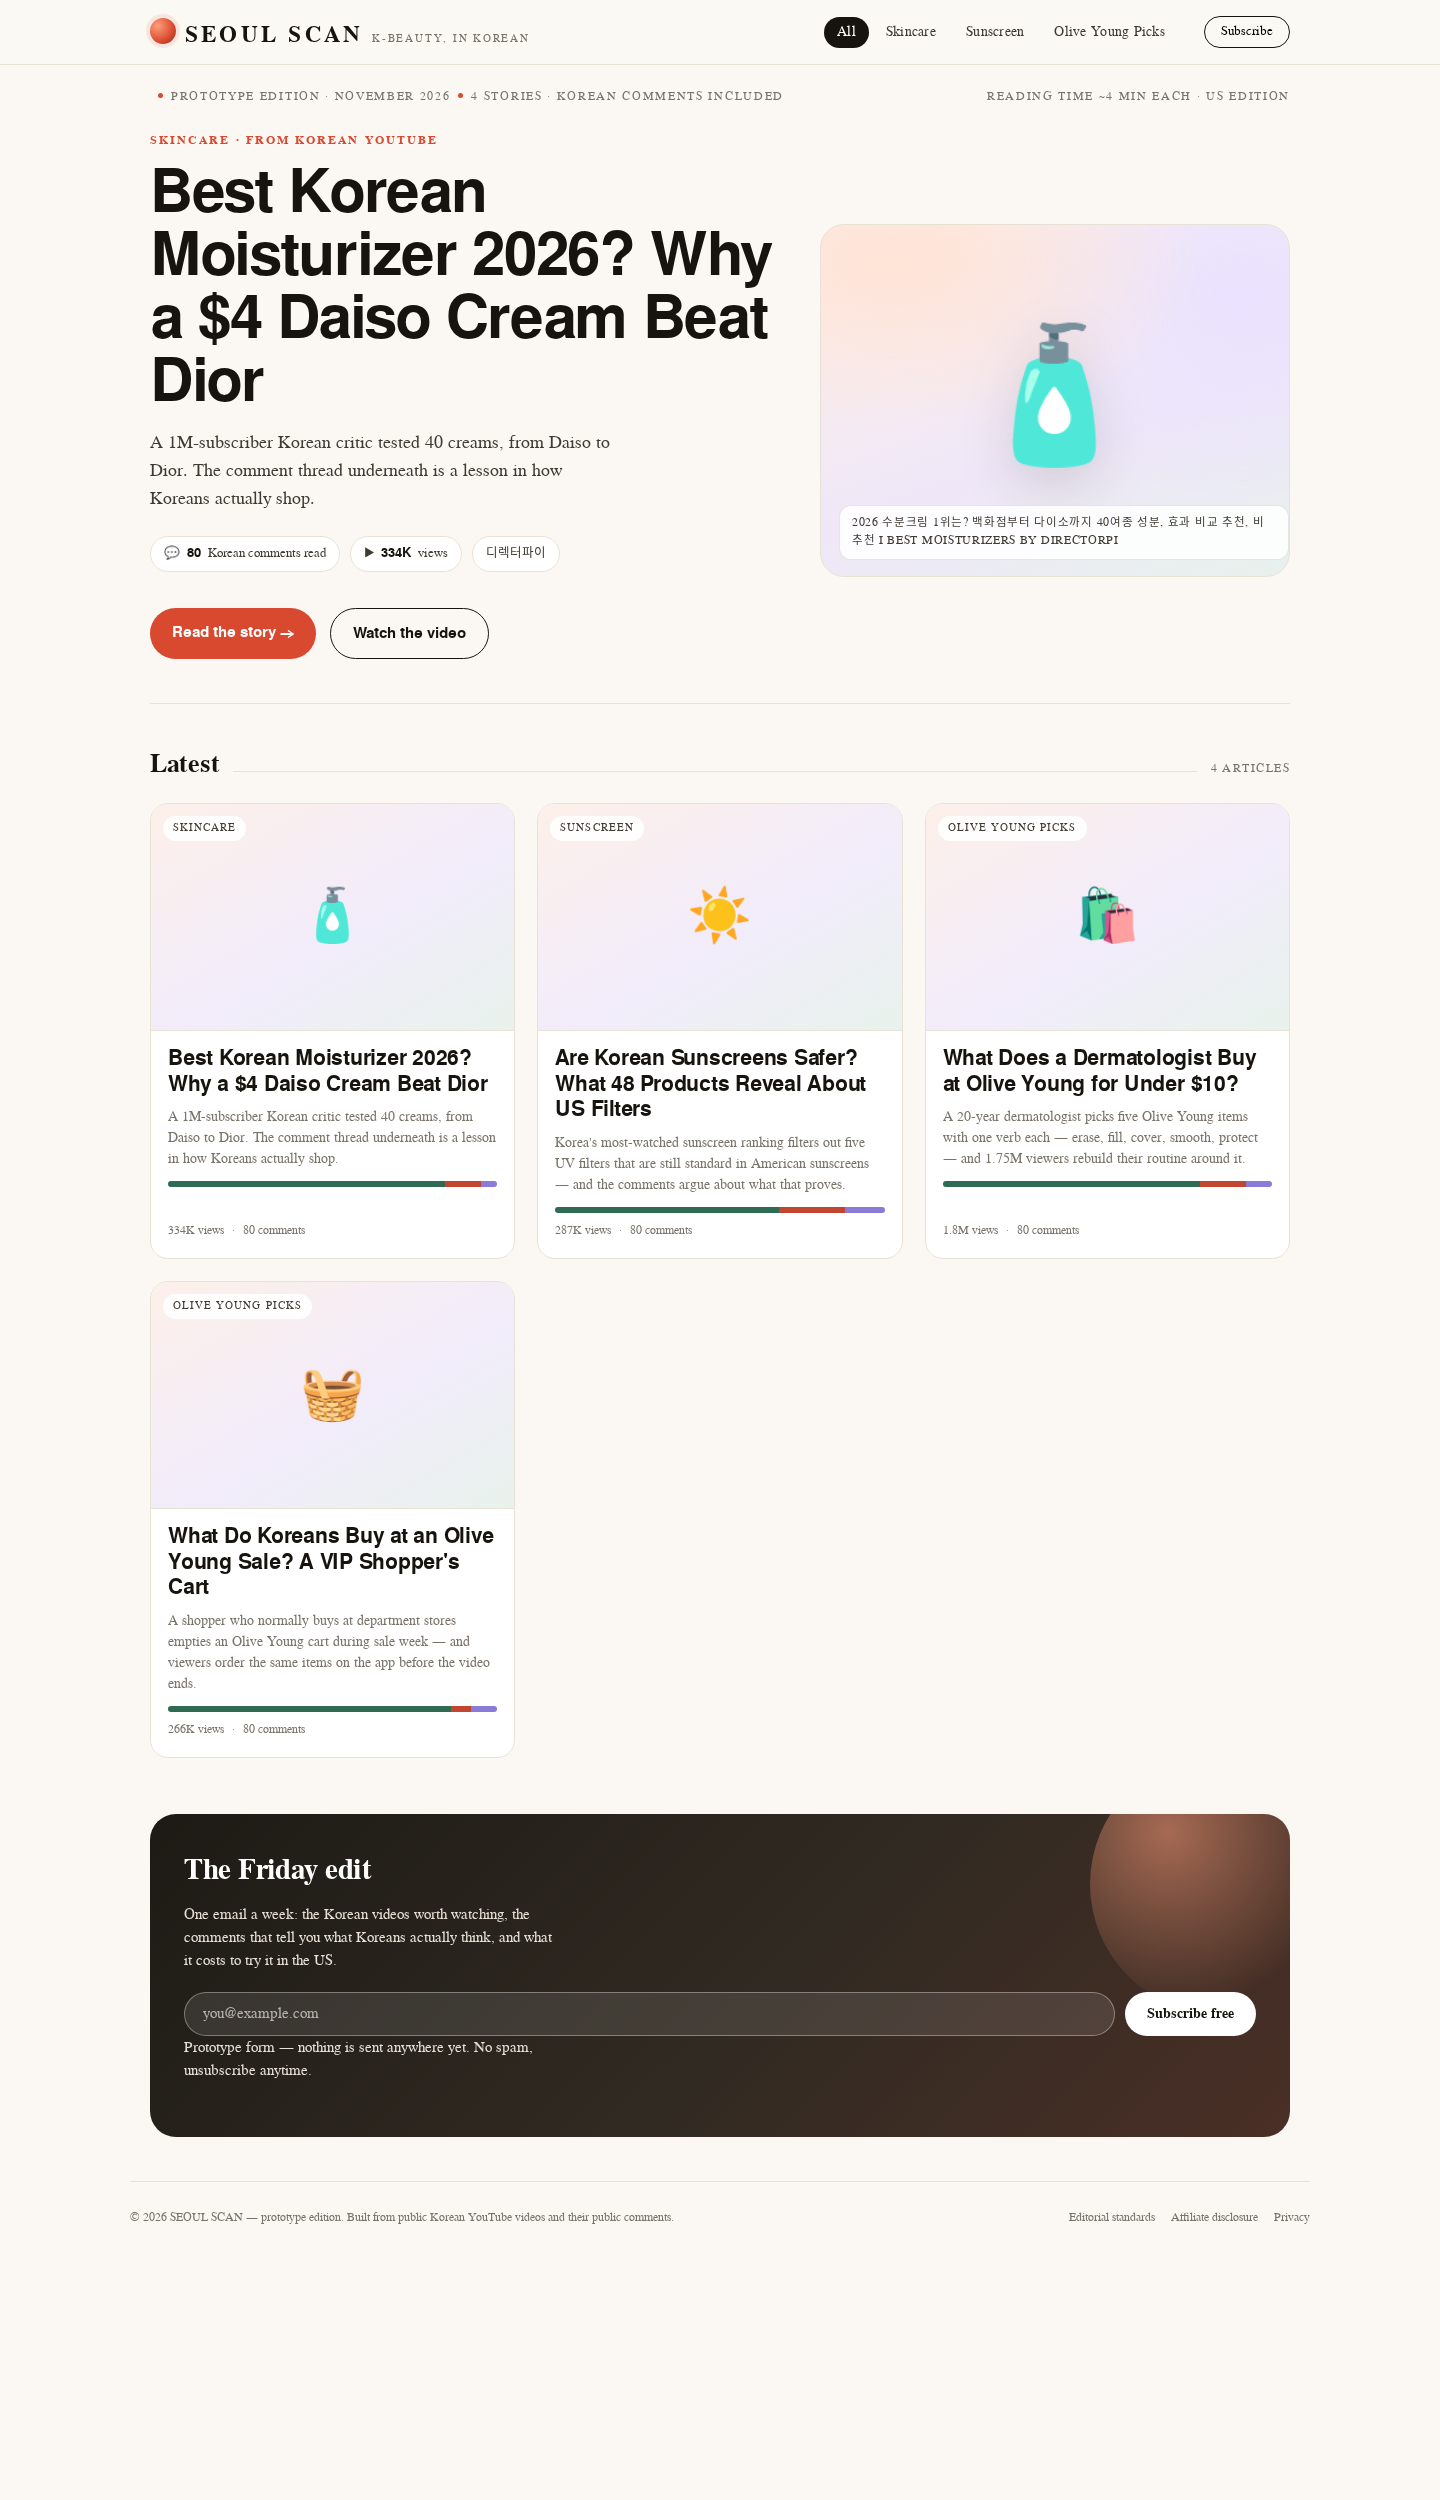 SEOUL SCAN K-BEAUTY, IN KOREAN
All Skincare Sunscreen Olive Young Picks Subscribe
PROTOTYPE EDITION · NOVEMBER 2026 4 STORIES · KOREAN COMMENTS INCLUDED
READING TIME ~4 MIN EACH · US EDITION
SKINCARE · FROM KOREAN YOUTUBE
Best Korean
Moisturizer 2026? Why
a $4 Daiso Cream Beat
Dior
A 1M-subscriber Korean critic tested 40 creams, from Daiso to
Dior. The comment thread underneath is a lesson in how
Koreans actually shop.
80 Korean comments read
334K views
디렉터파이
Read the story →
Watch the video
2026 수분크림 1위는? 백화점부터 다이소까지 40여종 성분, 효과 비교 추천, 비
추천 I BEST MOISTURIZERS BY DIRECTORPI
Latest
4 ARTICLES
SKINCARE
Best Korean Moisturizer 2026?
Why a $4 Daiso Cream Beat Dior
A 1M-subscriber Korean critic tested 40 creams, from
Daiso to Dior. The comment thread underneath is a lesson
in how Koreans actually shop.
334K views · 80 comments
SUNSCREEN
Are Korean Sunscreens Safer?
What 48 Products Reveal About
US Filters
Korea's most-watched sunscreen ranking filters out five
UV filters that are still standard in American sunscreens
— and the comments argue about what that proves.
287K views · 80 comments
OLIVE YOUNG PICKS
What Does a Dermatologist Buy
at Olive Young for Under $10?
A 20-year dermatologist picks five Olive Young items
with one verb each — erase, fill, cover, smooth, protect
— and 1.75M viewers rebuild their routine around it.
1.8M views · 80 comments
OLIVE YOUNG PICKS
What Do Koreans Buy at an Olive
Young Sale? A VIP Shopper's
Cart
A shopper who normally buys at department stores
empties an Olive Young cart during sale week — and
viewers order the same items on the app before the video
ends.
266K views · 80 comments
The Friday edit
One email a week: the Korean videos worth watching, the
comments that tell you what Koreans actually think, and what
it costs to try it in the US.
you@example.com
Subscribe free
Prototype form — nothing is sent anywhere yet. No spam,
unsubscribe anytime.
© 2026 SEOUL SCAN — prototype edition. Built from public Korean YouTube videos and their public comments.
Editorial standards Affiliate disclosure Privacy